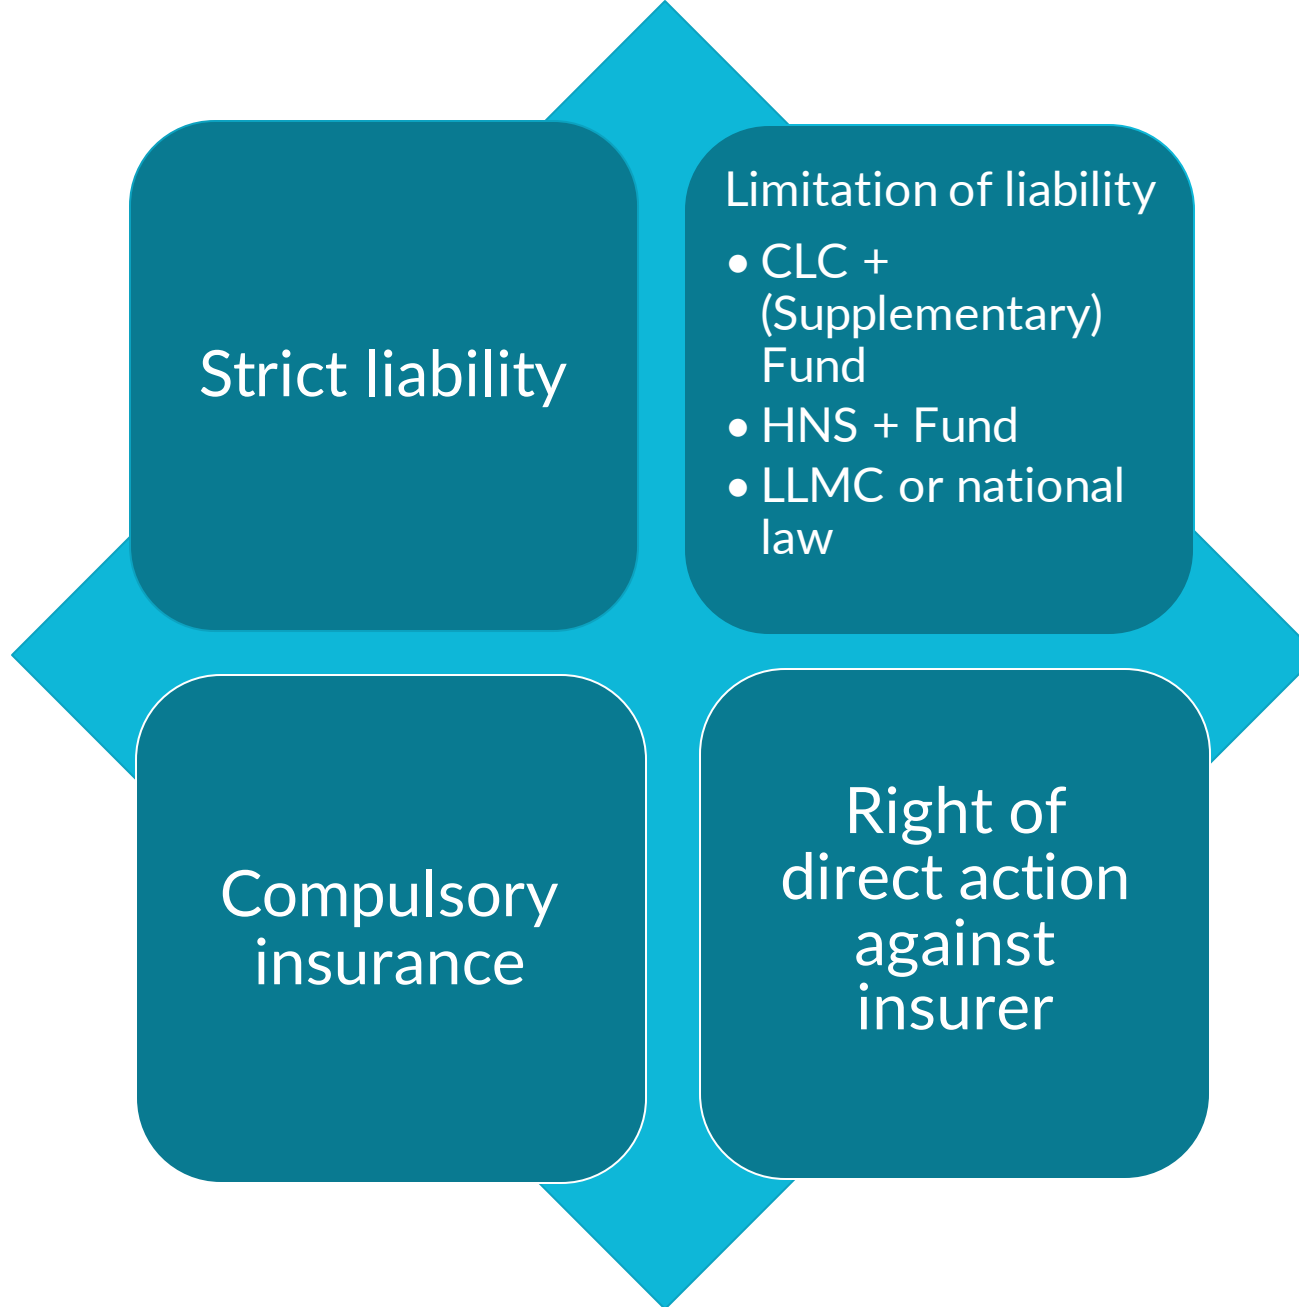 Strict liability
Limitation of liability
• CLC +
(Supplementary)
Fund
• HNS + Fund
• LLMC or national
law
Compulsory
insurance
Right of
direct action
against
insurer